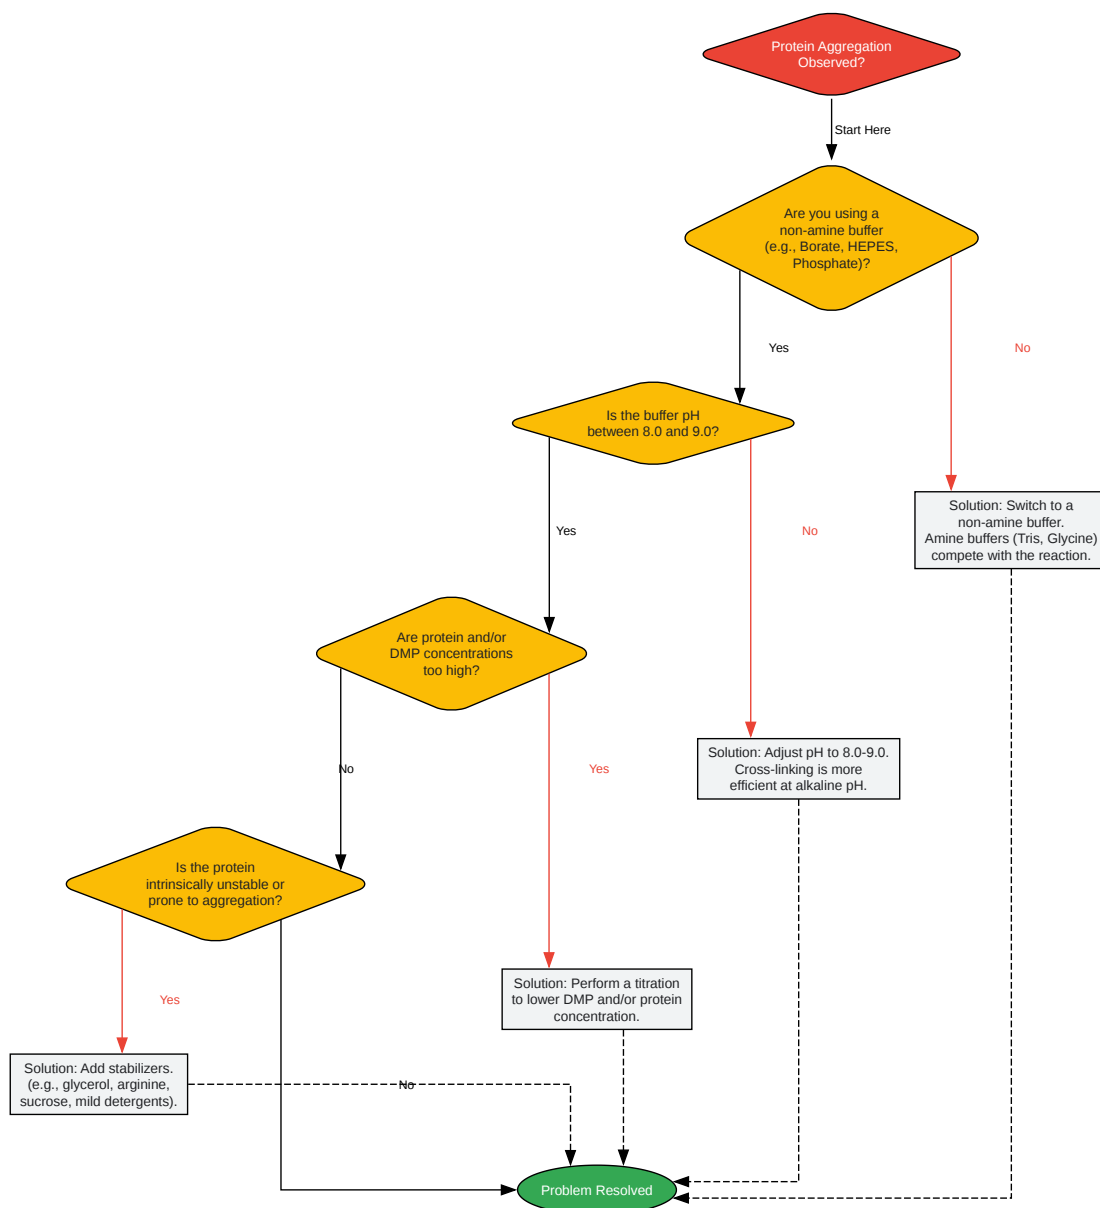 Protein Aggregation
Observed?
Start Here
Are you using a
non-amine buffer
(e.g., Borate, HEPES,
Phosphate)?
Yes
No
Is the buffer pH
between 8.0 and 9.0?
Yes
No
Solution: Switch to a
non-amine buffer.
Amine buffers (Tris, Glycine)
compete with the reaction.
Are protein and/or
DMP concentrations
too high?
No
Yes
Solution: Adjust pH to 8.0-9.0.
Cross-linking is more
efficient at alkaline pH.
Is the protein
intrinsically unstable or
prone to aggregation?
Yes
Solution: Perform a titration
to lower DMP and/or protein
concentration.
Solution: Add stabilizers.
(e.g., glycerol, arginine,
sucrose, mild detergents).
No
Problem Resolved